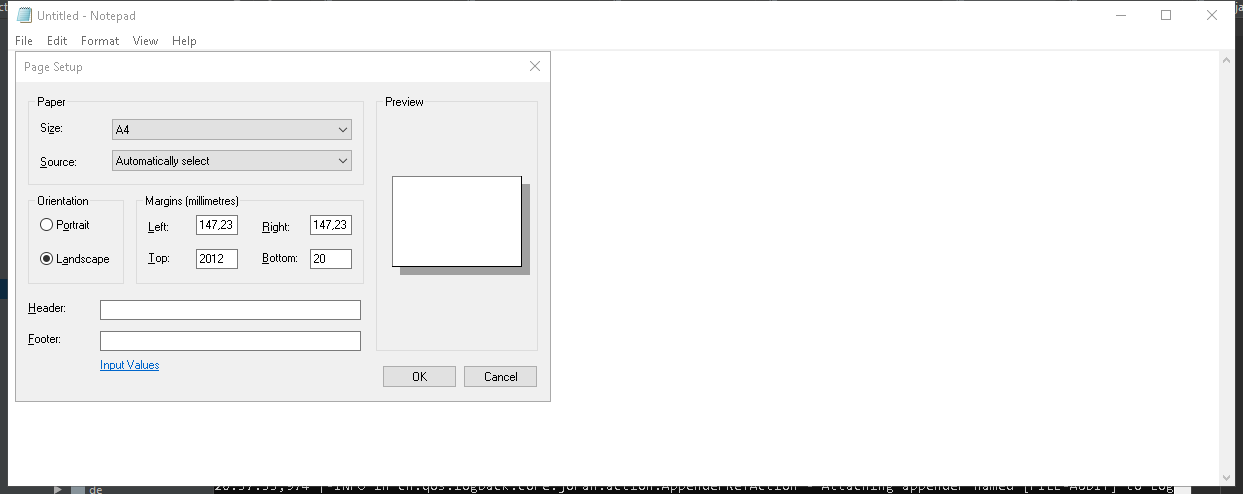 Untitled - Notepad
File Edit Format View Help
Page Setup
Paper
Size: A4
Source: Automatically select
Orientation
Portrait
Landscape
Margins (millimetres)
Left: 147,23 Right: 147,23
Top: 2012 Bottom: 20
Header:
Footer:
Input Values
Preview
OK Cancel
de
20:57:55,974 |-INFO in ch.qos.logback.core.joran.action.AppenderRefAction - Attaching appender named [FILE-AUDIT] to Log